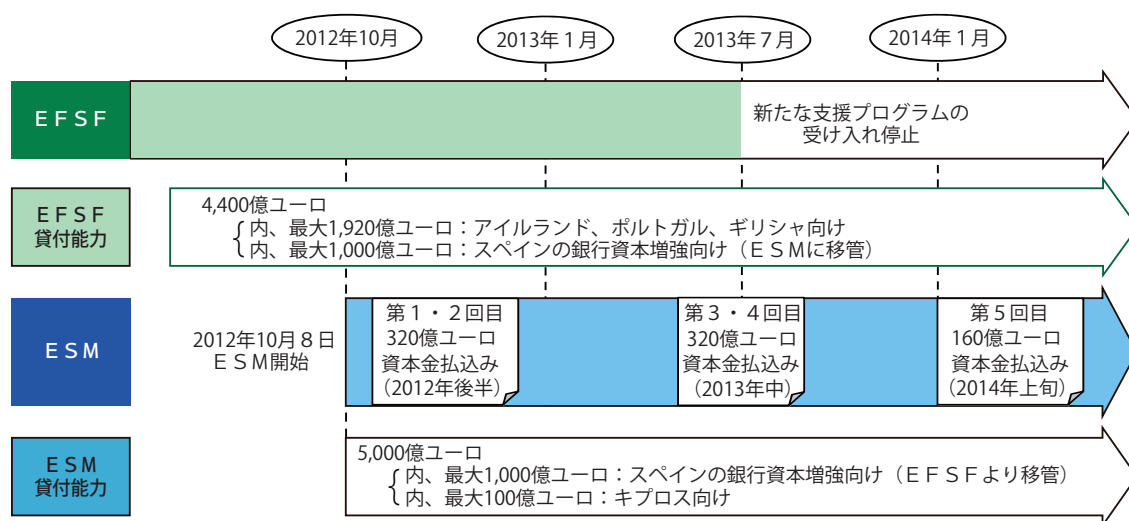 2012年10月
2013年1月
2013年7月
2014年1月
ＥＦＳＦ
新たな支援プログラムの
受け入れ停止
ＥＦＳＦ
貸付能力
4,400億ユーロ
内、最大1,920億ユーロ：アイルランド、ポルトガル、ギリシャ向け
内、最大1,000億ユーロ：スペインの銀行資本増強向け（ＥＳＭに移管）
ＥＳＭ
2012年10月８日
ＥＳＭ開始
第１・２回目
320億ユーロ
資本金払込み
（2012年後半）
第３・４回目
320億ユーロ
資本金払込み
（2013年中）
第５回目
160億ユーロ
資本金払込み
（2014年上旬）
ＥＳＭ
貸付能力
5,000億ユーロ
内、最大1,000億ユーロ：スペインの銀行資本増強向け（ＥＦＳＦより移管）
内、最大100億ユーロ：キプロス向け